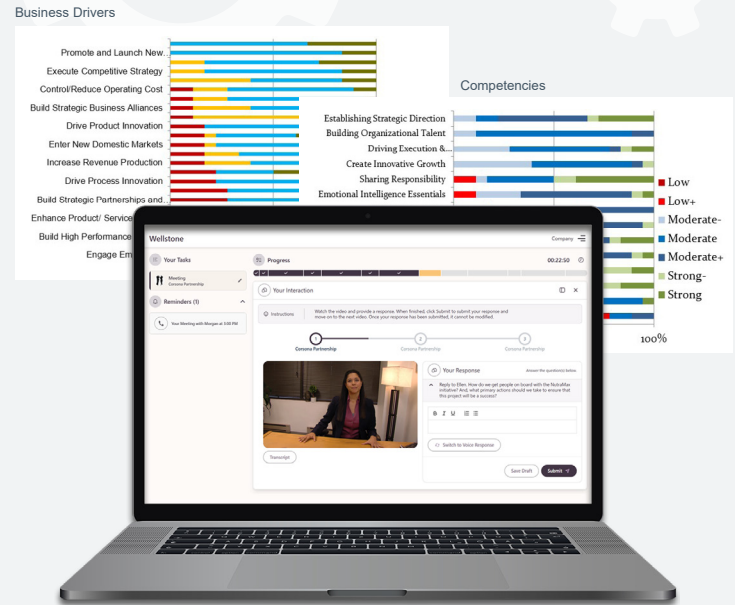 Business Drivers
Promote and Launch New..
Execute Competitive Strategy
Control/Reduce Operating Cost
Build Strategic Business Alliances
Drive Product Innovation
Enter New Domestic Markets
Increase Revenue Production
Drive Process Innovation
Build Strategic Partnerships and..
Enhance Product/ Service
Build High Performance
Engage Em
Competencies
Establishing Strategic Direction
Building Organizational Talent
Driving Execution &...
Create Innovative Growth
Sharing Responsibility
Emotional Intelligence Essentials
Low
Low+
Moderate-
Moderate
Moderate+
Strong-
Strong
100%
Wellstone
Company
Your Tasks
Meeting
Corsona Partnership
Reminders (1)
Your Meeting with Morgan at 3:00 PM
Progress
00:22:50
Your Interaction
Instructions
Watch the video and provide a response. When finished, click Submit to submit your response and
move on to the next video. Once your response has been submitted, it cannot be modified.
1
2
3
Corsona Partnership
Corsona Partnership
Corsona Partnership
Transcript
Your Response
Answer the question(s) below.
Reply to Ellen: How do we get people on board with the NutraMax
initiative? And, what primary actions should we take to ensure that
this project will be a success?
B I U
Switch to Voice Response
Save Draft
Submit